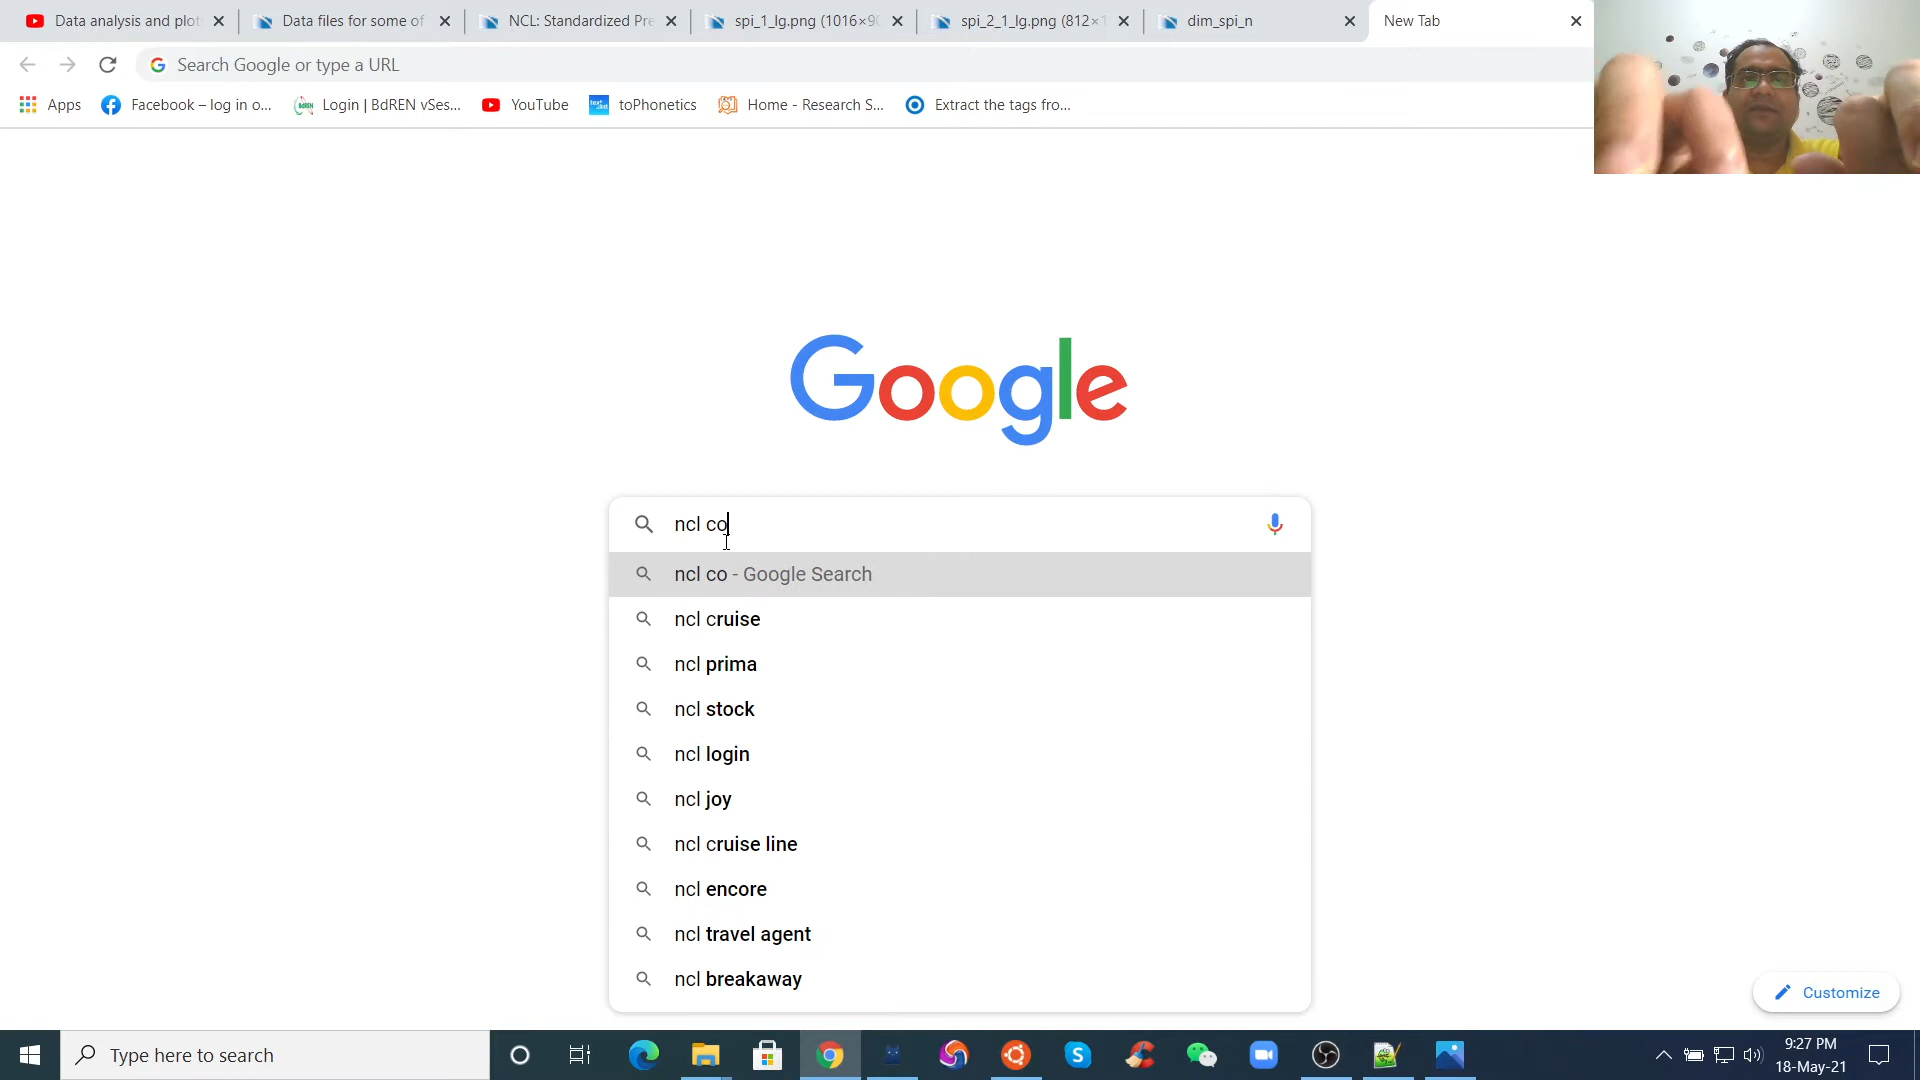 Data analysis and plot
Data files for some of
NCL: Standardized Pre
spi_1_lg.png (1016×90
spi_2_1_lg.png (812×1
dim_spi_n
New Tab
Search Google or type a URL
Apps
Facebook – log in o...
Login | BdREN vSes...
YouTube
toPhonetics
Home - Research S...
Extract the tags fro...
Google
ncl co
ncl co - Google Search
ncl cruise
ncl prima
ncl stock
ncl login
ncl joy
ncl cruise line
ncl encore
ncl travel agent
ncl breakaway
Customize
Type here to search
9:27 PM
18-May-21